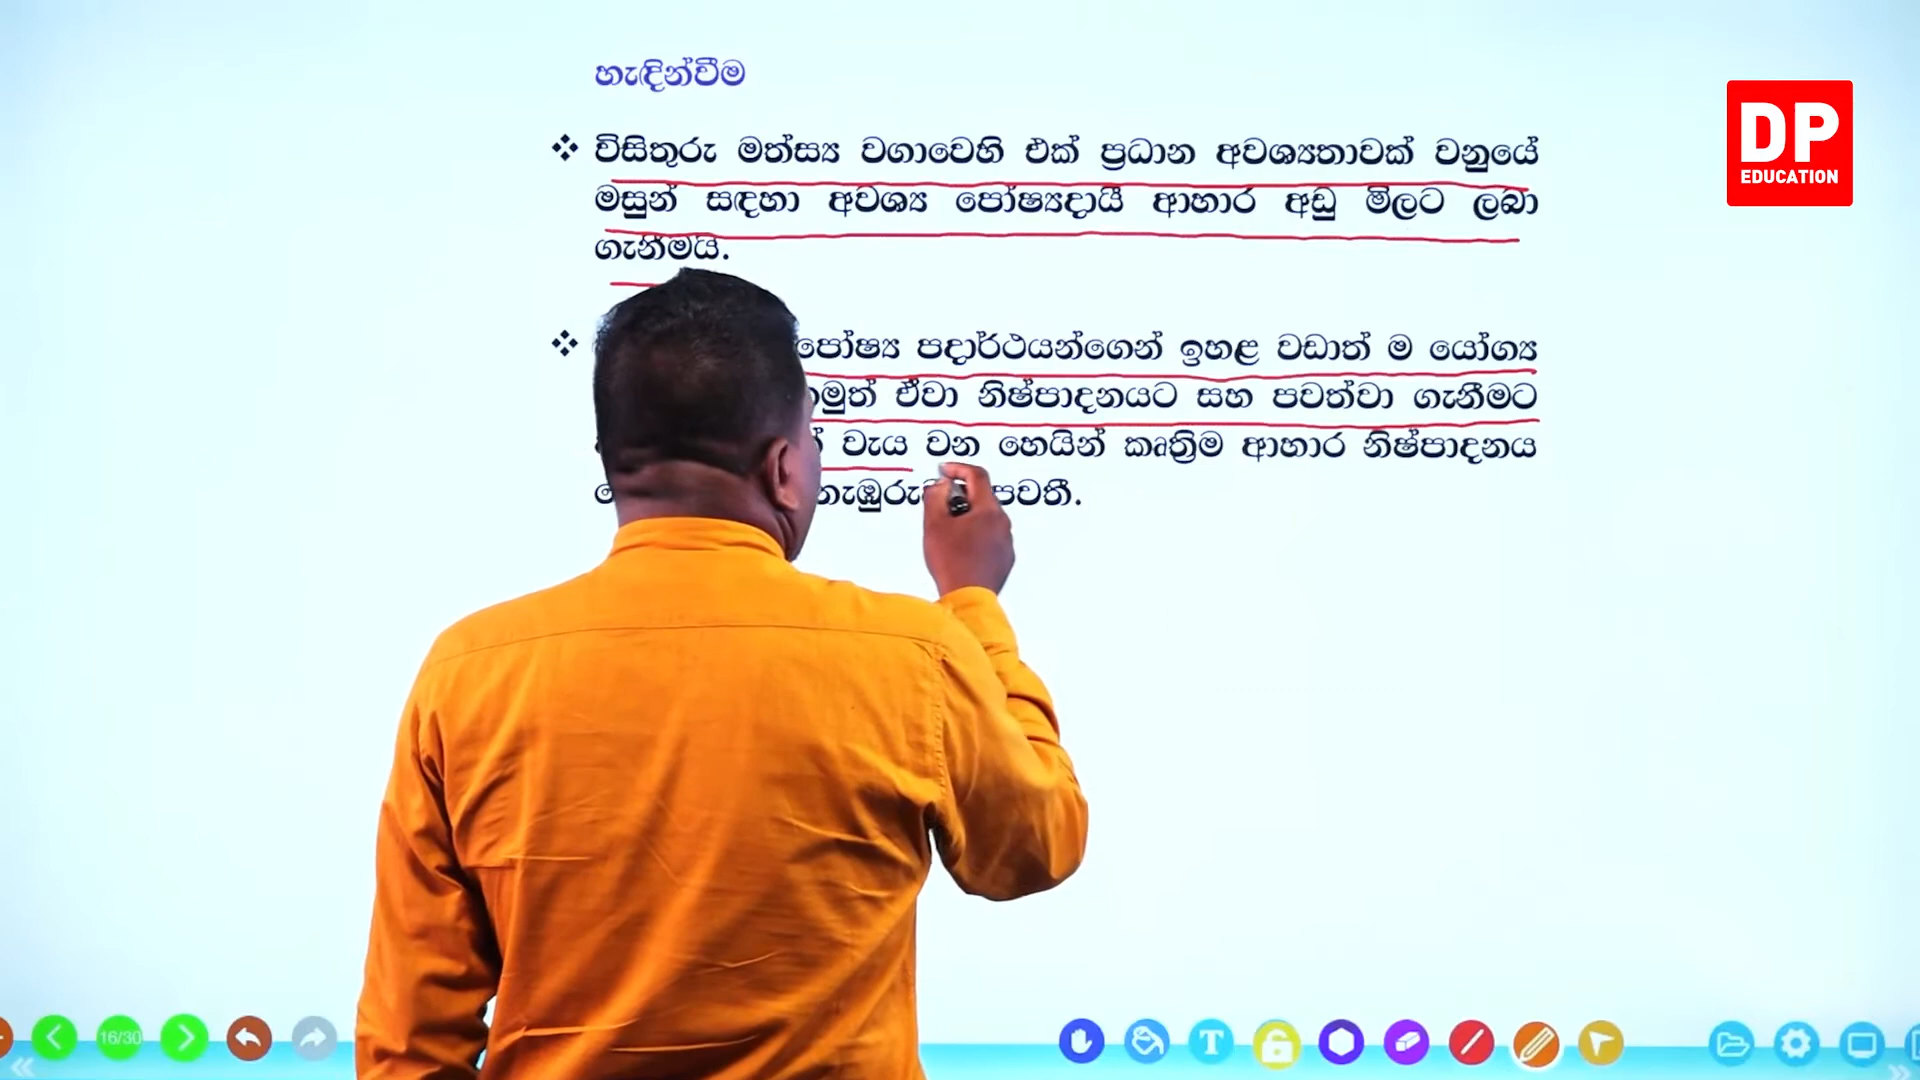 හැඳින්වීම
DP
EDUCATION
❖ විසිතුරු මත්ස්‍ය වගාවෙහි එක් ප්‍රධාන අවශ්‍යතාවක් වනුයේ
මසුන් සඳහා අවශ්‍ය පෝෂ්‍යදායී ආහාර අඩු මිලට ලබා
ගැනීමයි.
❖ පෝෂ්‍ය පදාර්ථයන්ගෙන් ඉහළ වඩාත් ම යෝග්‍ය
ඒවා නිෂ්පාදනයට සහ පවත්වා ගැනීමට
වැය වන හෙයින් කෘත්‍රිම ආහාර නිෂ්පාදනය
පවතී.
16/30
T